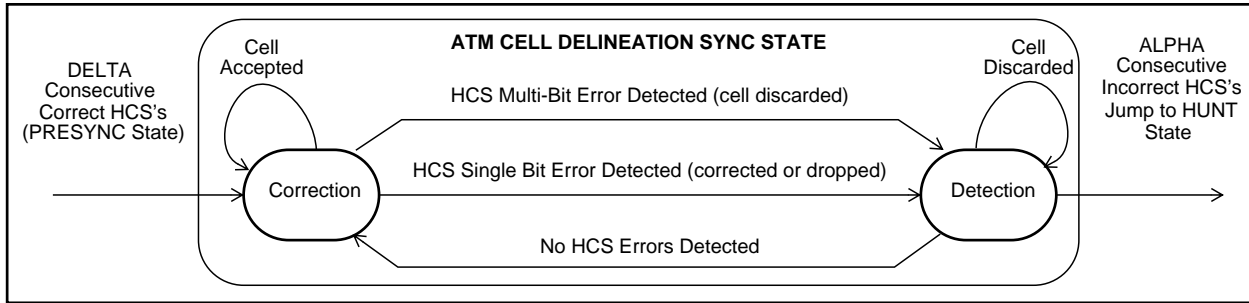 ATM CELL DELINEATION SYNC STATE
DELTA
Consecutive
Correct HCS's
(PRESYNC State)
Cell
Accepted
HCS Multi-Bit Error Detected (cell discarded)
Cell
Discarded
ALPHA
Consecutive
Incorrect HCS's
Jump to HUNT
State
Correction
HCS Single Bit Error Detected (corrected or dropped)
Detection
No HCS Errors Detected